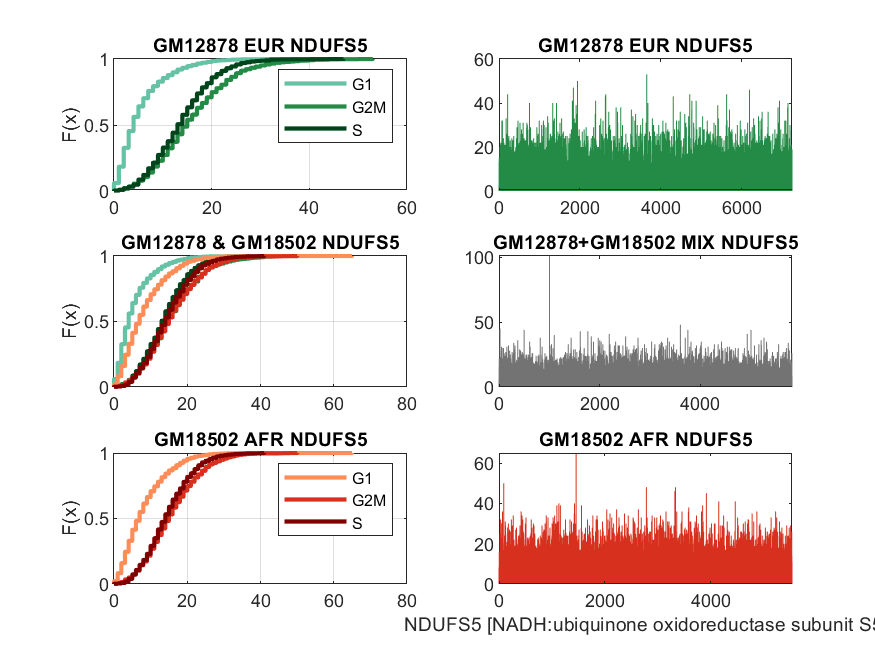 GM12878 EUR NDUFS5
1
0.5
0
F(x)
0 20 40 60
G1
G2M
S
GM12878 EUR NDUFS5
60
40
20
0
0 2000 4000 6000
GM12878 & GM18502 NDUFS5
1
0.5
0
F(x)
0 20 40 60 80
GM12878+GM18502 MIX NDUFS5
100
50
0
0 2000 4000
GM18502 AFR NDUFS5
1
0.5
0
F(x)
0 20 40 60 80
G1
G2M
S
GM18502 AFR NDUFS5
60
40
20
0
0 2000 4000
NDUFS5 [NADH:ubiquinone oxidoreductase subunit S5